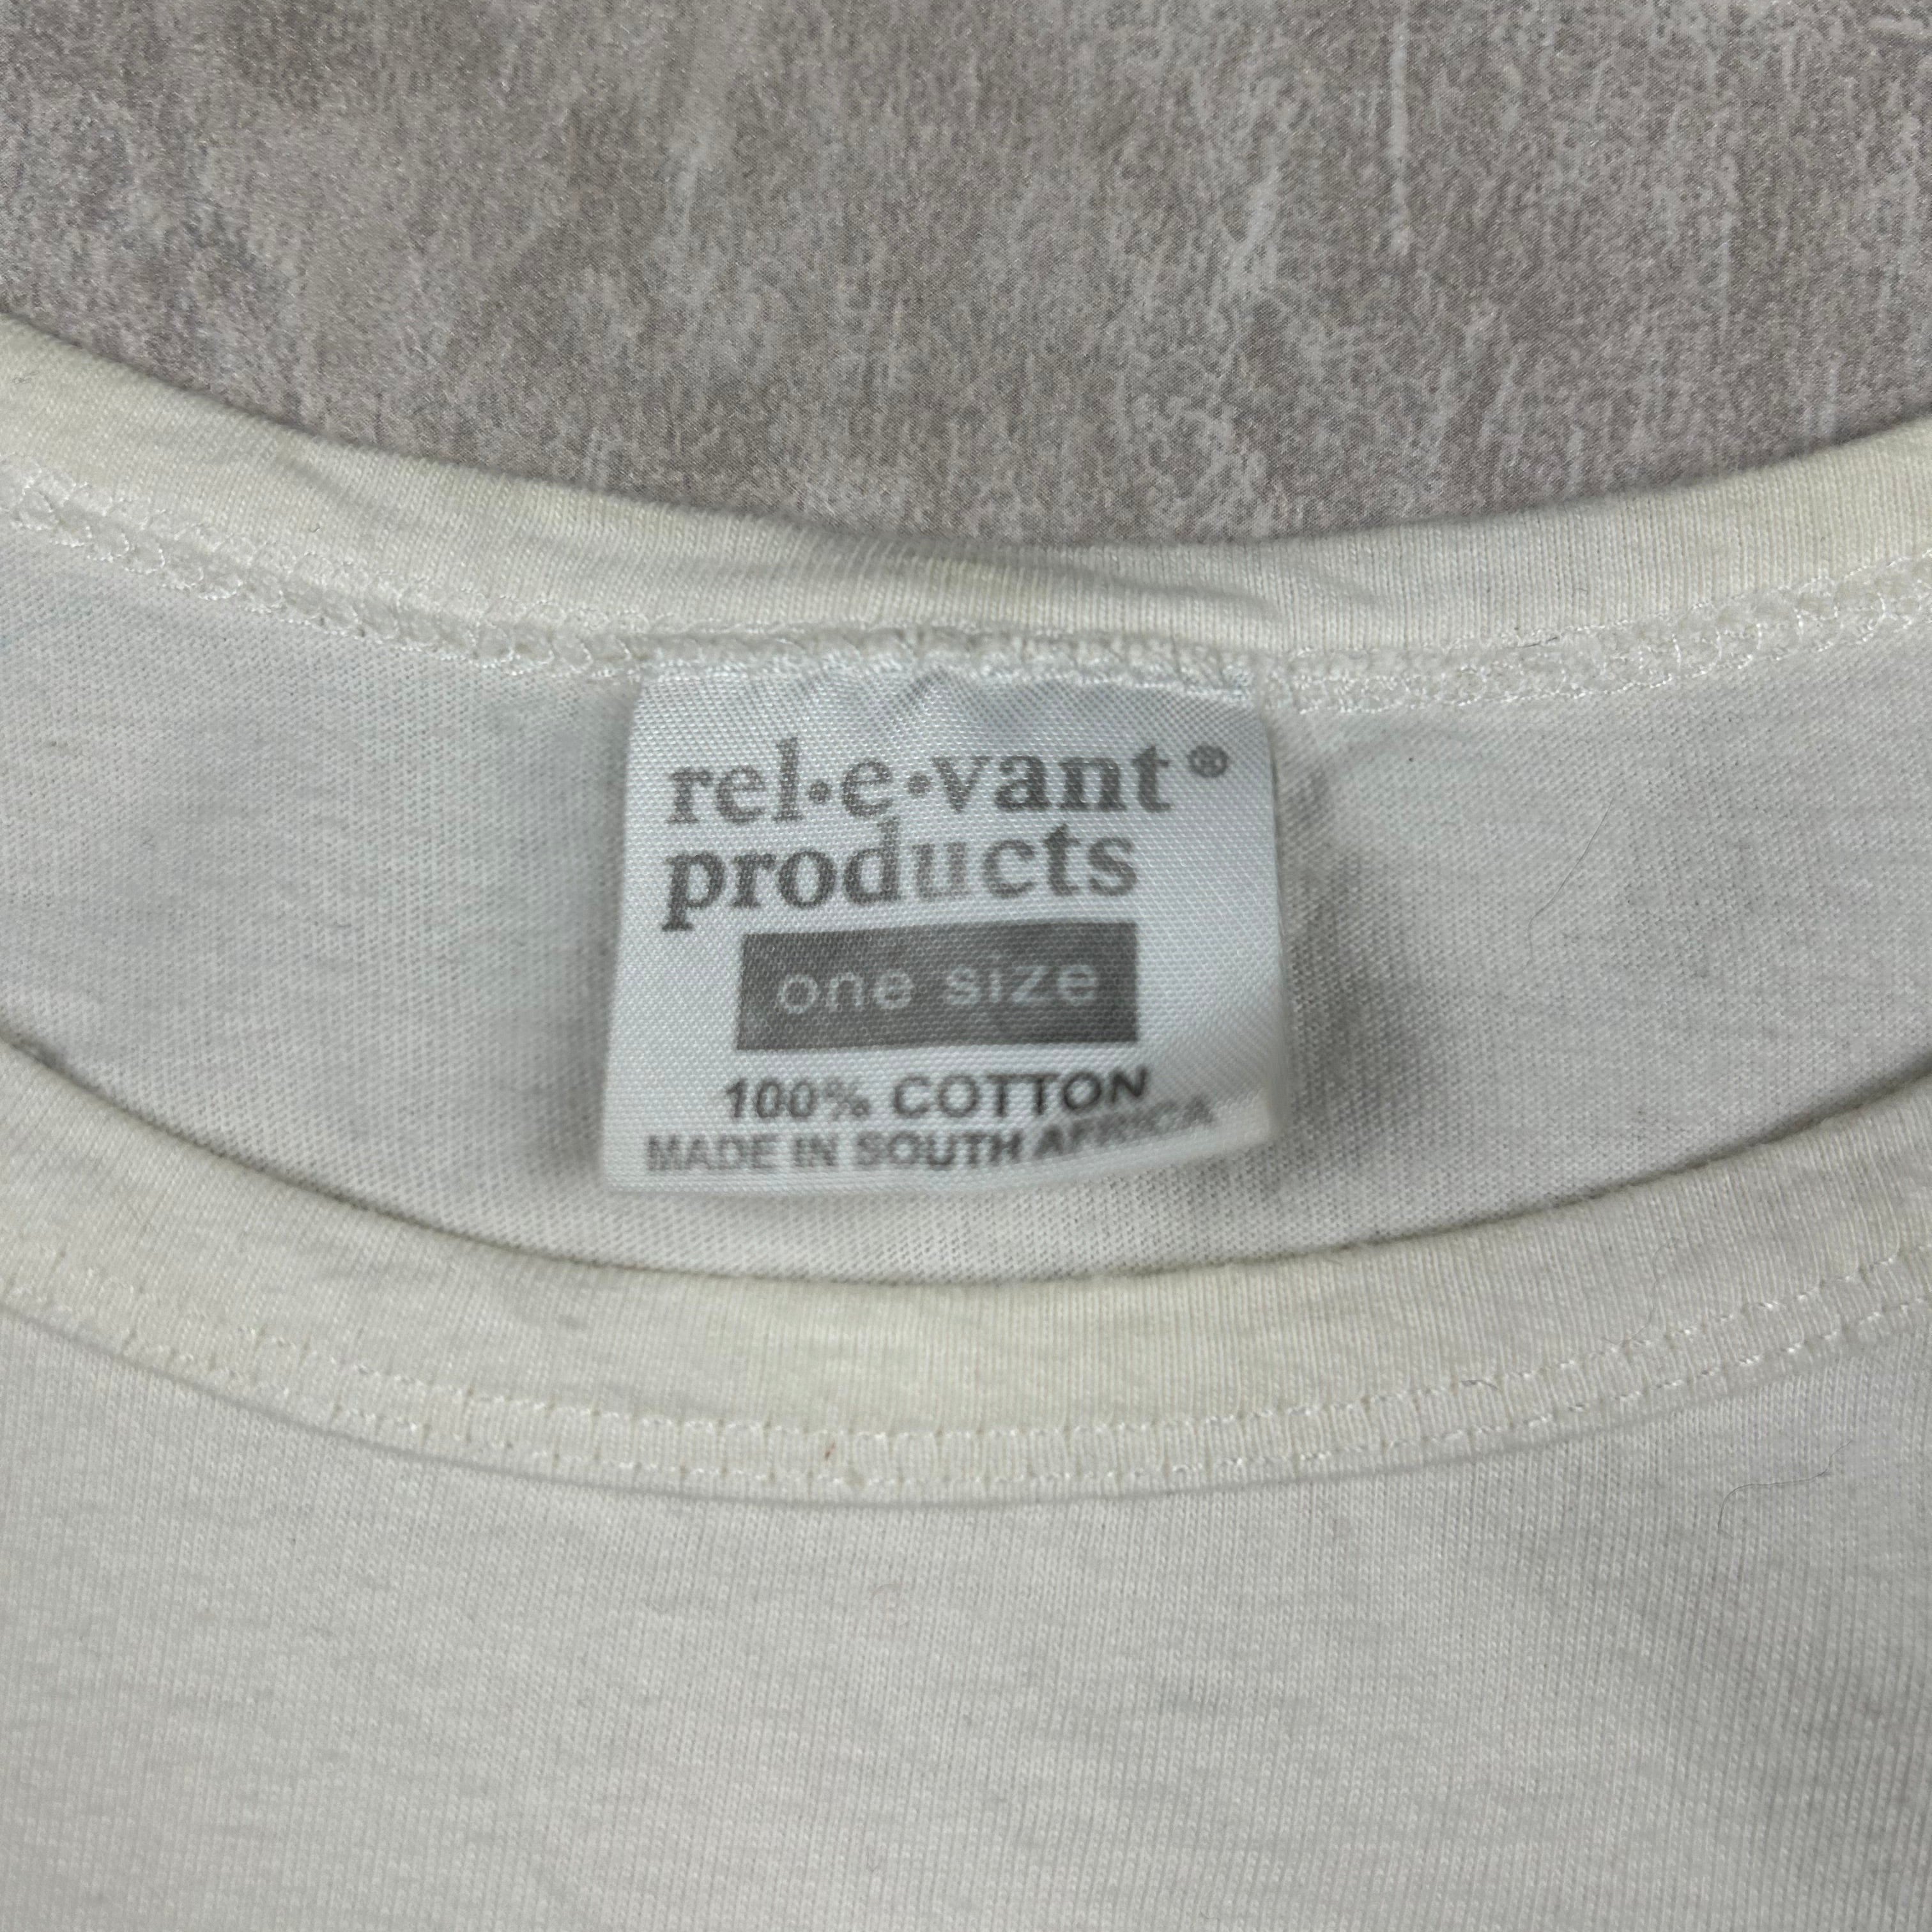 rel•e•vant®
products
one size
100% COTTON
MADE IN SOUTH AFRICA